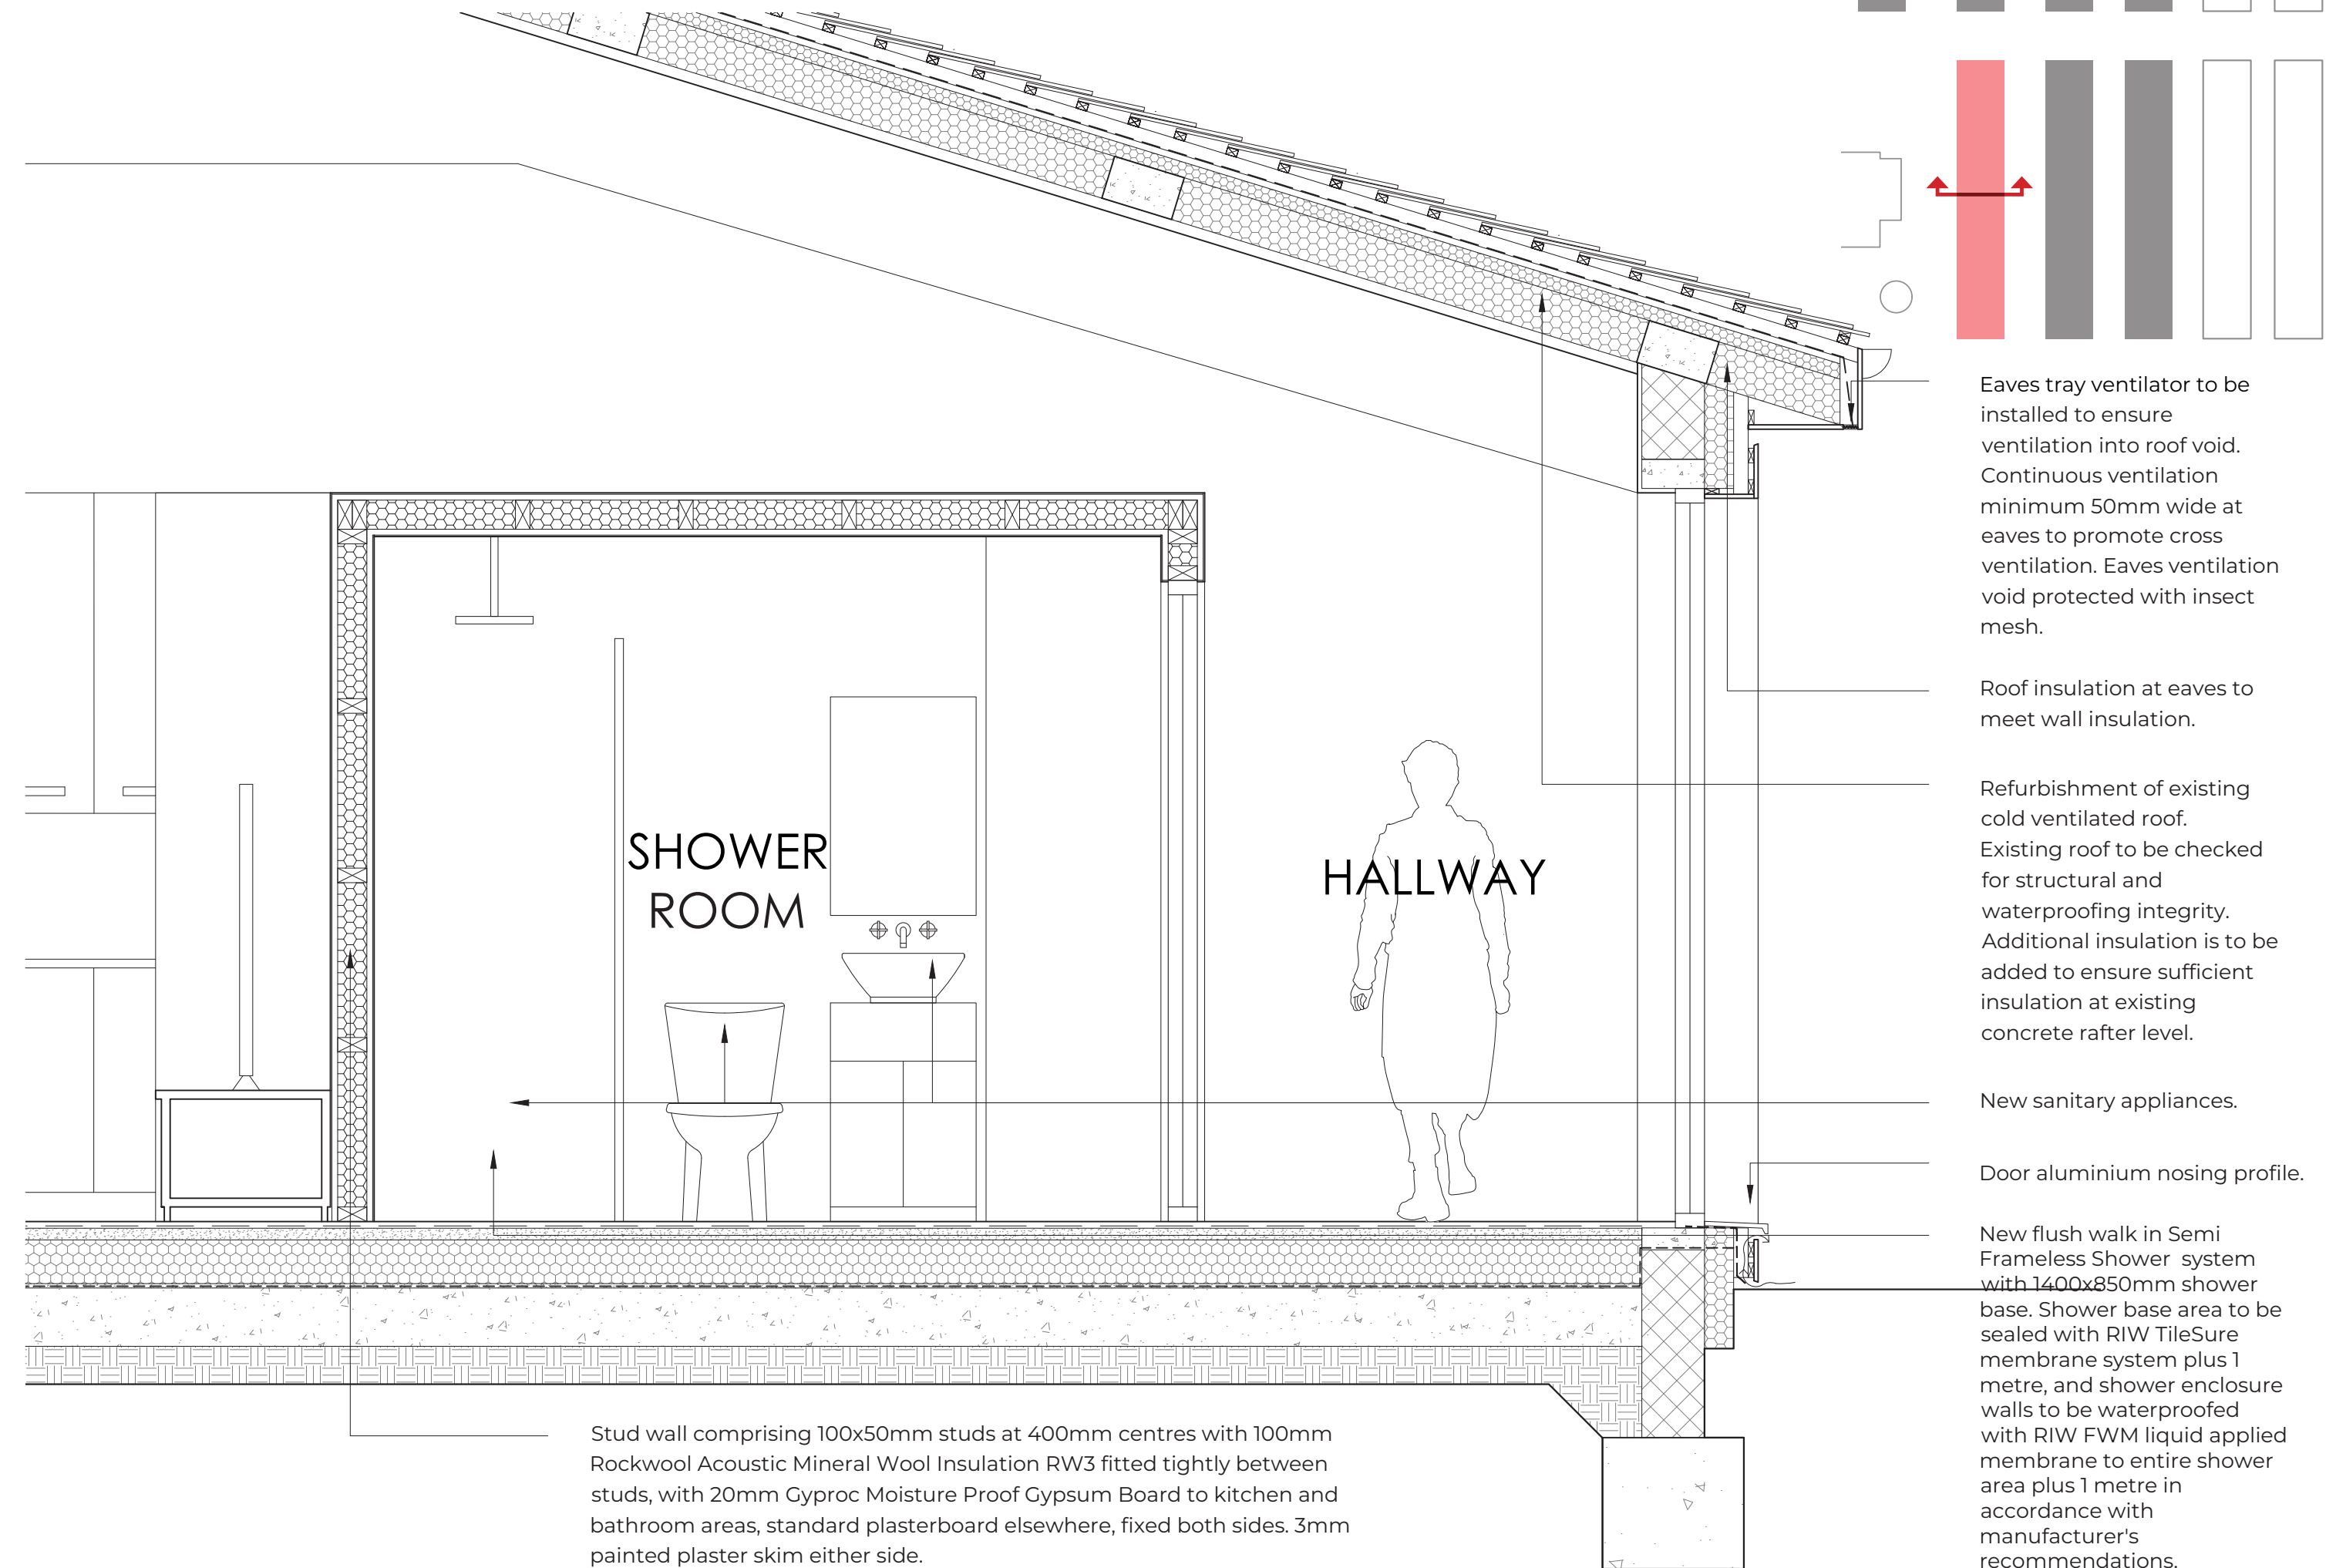 Eaves tray ventilator to be
installed to ensure
ventilation into roof void.
Continuous ventilation
minimum 50mm wide at
eaves to promote cross
ventilation. Eaves ventilation
void protected with insect
mesh.
Roof insulation at eaves to
meet wall insulation.
Refurbishment of existing
cold ventilated roof.
Existing roof to be checked
for structural and
waterproofing integrity.
Additional insulation is to be
added to ensure sufficient
insulation at existing
concrete rafter level.
SHOWER
ROOM
HALLWAY
New sanitary appliances.
Door aluminium nosing profile.
New flush walk in Semi
Frameless Shower system
with 1400x850mm shower
base. Shower base area to be
sealed with RIW TileSure
membrane system plus 1
metre, and shower enclosure
walls to be waterproofed
with RIW FWM liquid applied
membrane to entire shower
area plus 1 metre in
accordance with
manufacturer's
recommendations.
Stud wall comprising 100x50mm studs at 400mm centres with 100mm
Rockwool Acoustic Mineral Wool Insulation RW3 fitted tightly between
studs, with 20mm Gyproc Moisture Proof Gypsum Board to kitchen and
bathroom areas, standard plasterboard elsewhere, fixed both sides. 3mm
painted plaster skim either side.